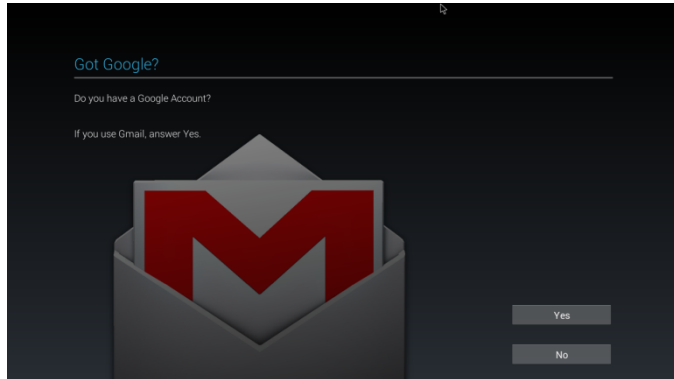 Got Google?
Do you have a Google Account?
If you use Gmail, answer Yes.
Yes
No